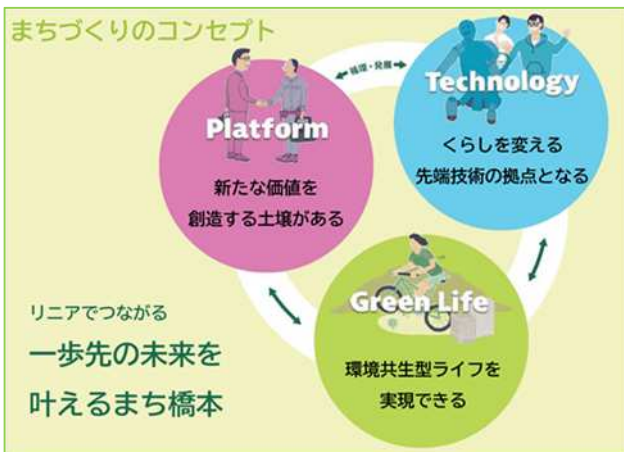 まちづくりのコンセプト
循環・発展
Platform
新たな価値を
創造する土壌がある
Technology
くらしを変える
先端技術の拠点となる
Green Life
環境共生型ライフを
実現できる
リニアでつながる
一歩先の未来を
叶えるまち橋本